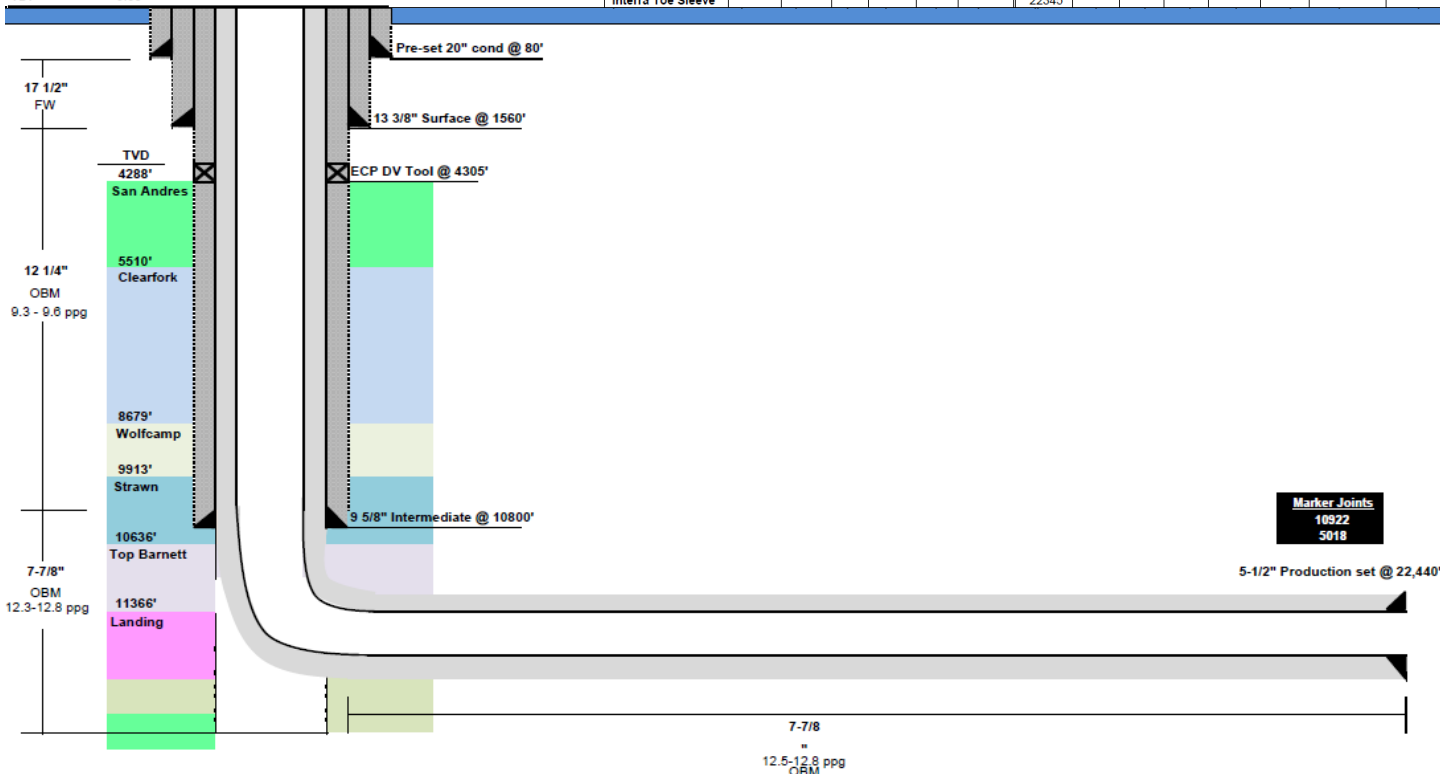 Interra Toe Sleeve
22345
Pre-set 20" cond @ 80'
17 1/2"
FW
13 3/8" Surface @ 1560'
TVD
4288'
ECP DV Tool @ 4305'
San Andres
5510'
Clearfork
12 1/4"
OBM
9.3 - 9.6 ppg
8679'
Wolfcamp
9913'
Strawn
9 5/8" Intermediate @ 10800'
10636'
Top Barnett
Marker Joints
10922
5018
7-7/8"
OBM
12.3-12.8 ppg
5-1/2" Production set @ 22,440'
11366'
Landing
7-7/8
"
12.5-12.8 ppg
OBM